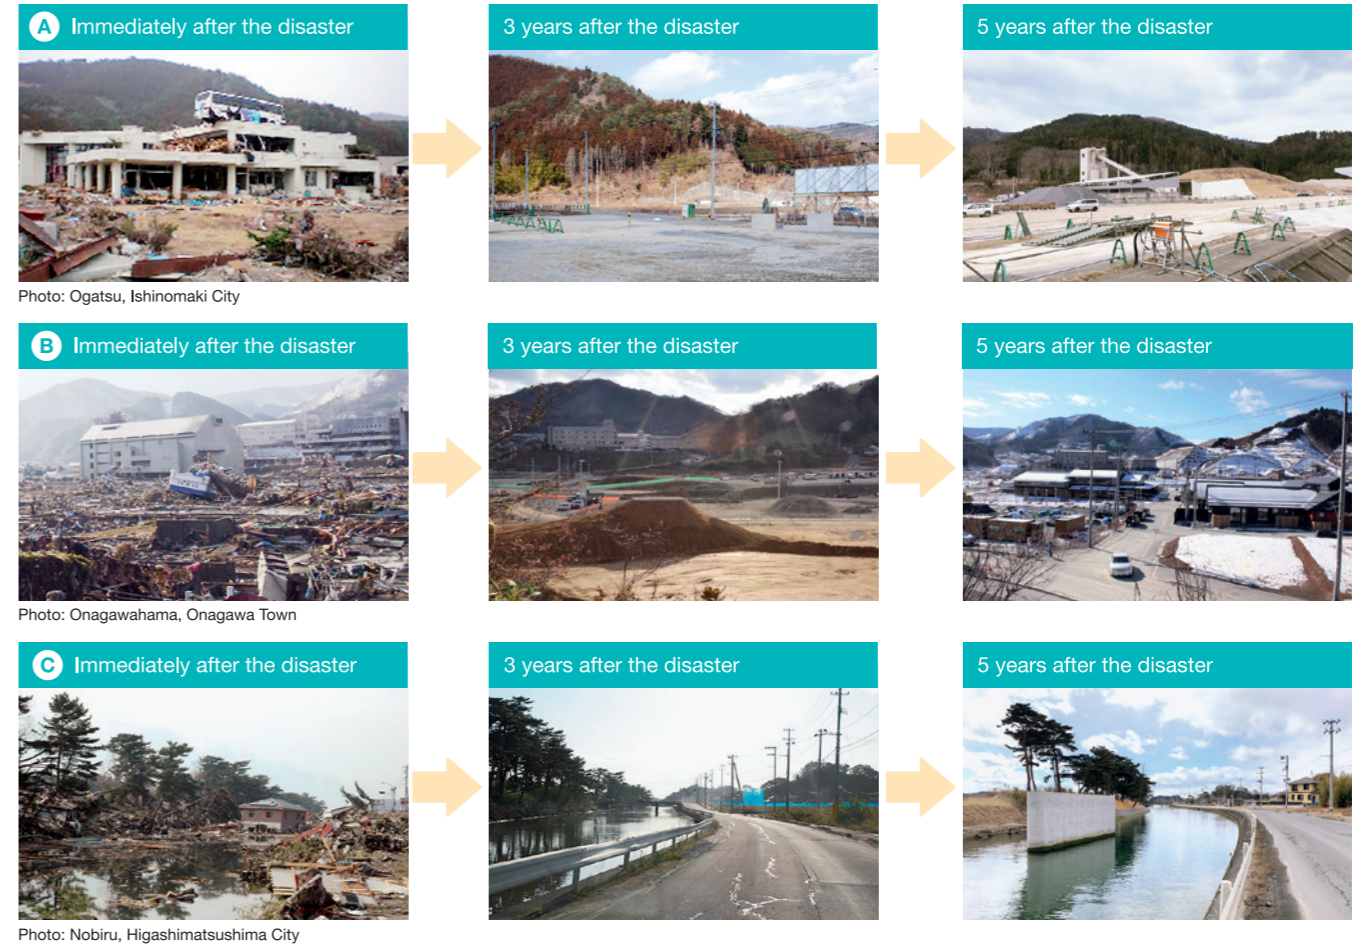 A Immediately after the disaster
3 years after the disaster
5 years after the disaster
Photo: Ogatsu, Ishinomaki City
B Immediately after the disaster
3 years after the disaster
5 years after the disaster
Photo: Onagawahama, Onagawa Town
C Immediately after the disaster
3 years after the disaster
5 years after the disaster
Photo: Nobiru, Higashimatsushima City